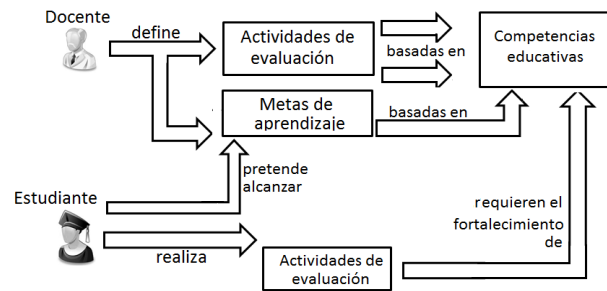 Docente
define
Actividades de
evaluación
basadas en
Competencias
educativas
Metas de
aprendizaje
basadas en
pretende
alcanzar
Estudiante
realiza
Actividades de
evaluación
requieren el
fortalecimiento
de